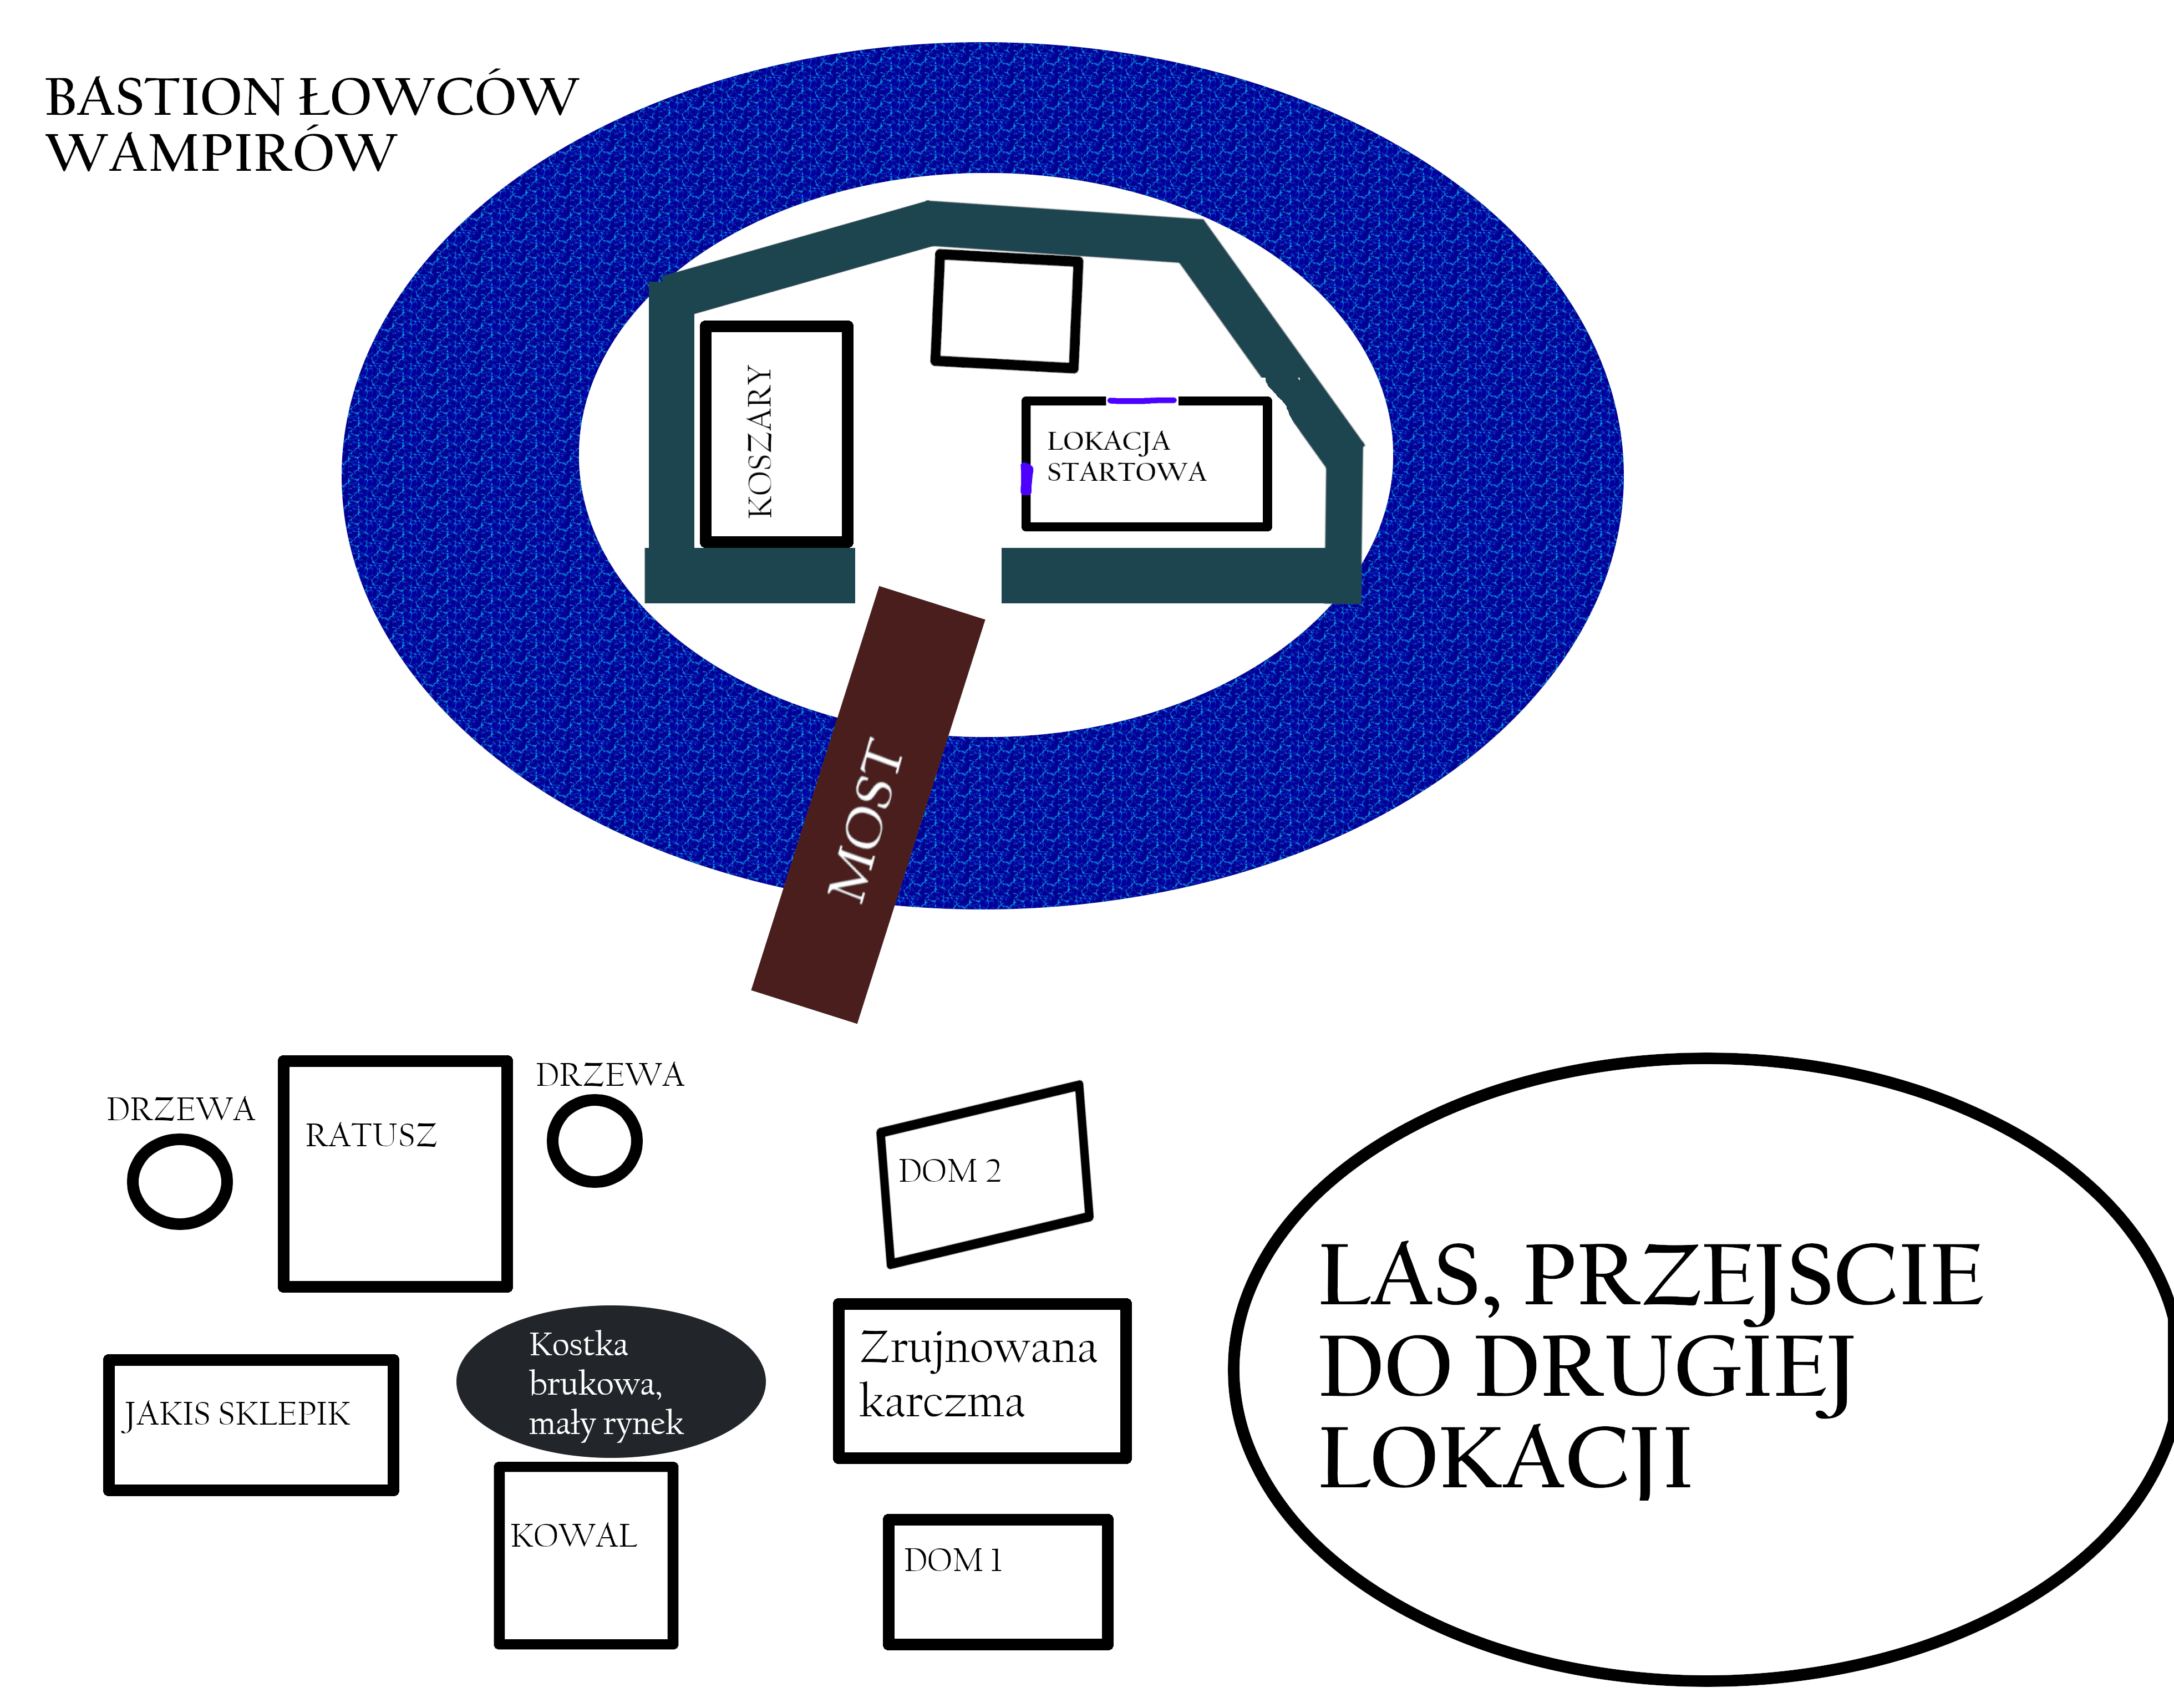 BASTION ŁOWCÓW
WAMPIRÓW
KOSZARY
LOKACJA
STARTOWA
MOST
DRZEWA
RATUSZ
DRZEWA
DOM 2
JAKIS SKLEPIK
Kostka
brukowa,
mały rynek
Zrujnowana
karczma
KOWAL
DOM 1
LAS, PRZEJSCIE
DO DRUGIEJ
LOKACJI